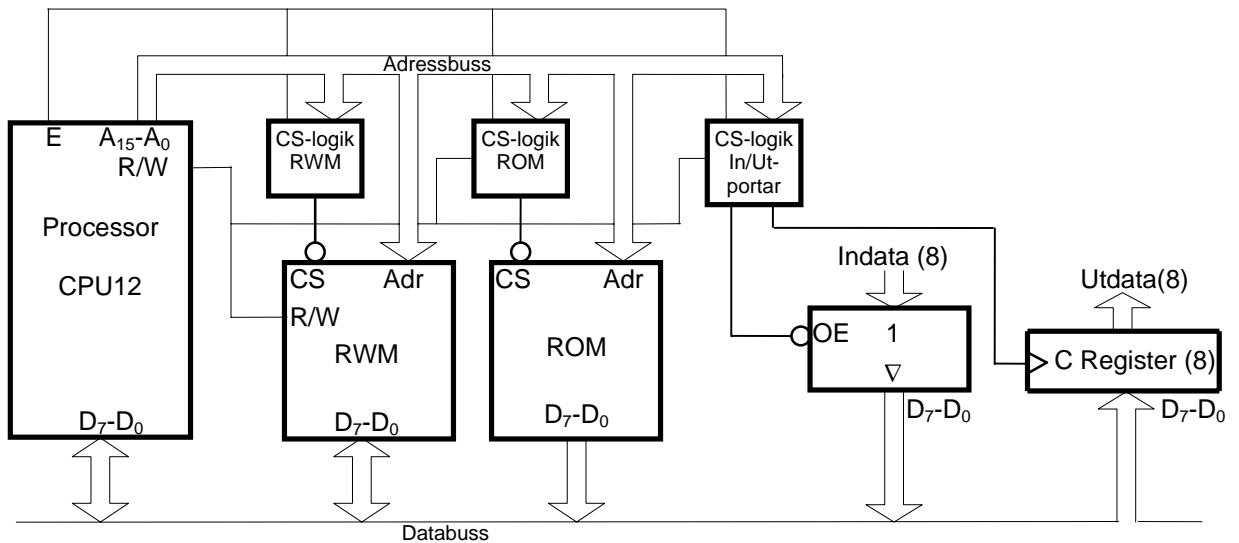 Adressbuss
E A₁₅-A₀
R/W
Processor
CPU12
D₇-D₀
CS-logik
RWM
CS-logik
ROM
CS-logik
In/Ut-
portar
CS Adr
R/W
RWM
D₇-D₀
CS Adr
ROM
D₇-D₀
Indata (8)
OE 1
∇
D₇-D₀
Utdata(8)
C Register (8)
D₇-D₀
Databuss